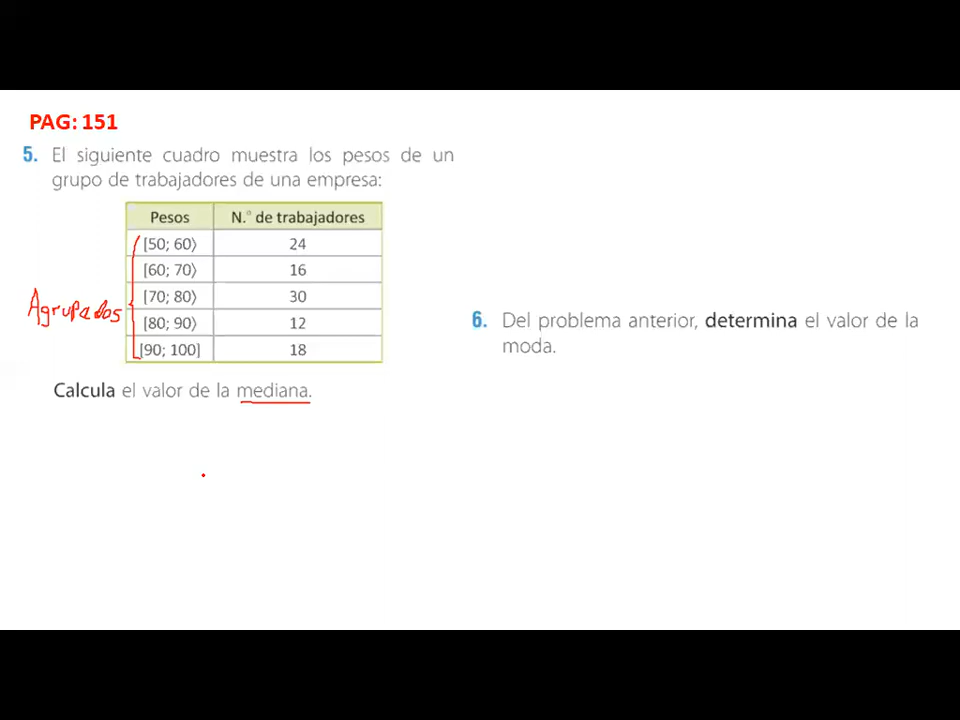 PAG: 151
5. El siguiente cuadro muestra los pesos de un
grupo de trabajadores de una empresa:
Pesos N.° de trabajadores
[50; 60⟩ 24
[60; 70⟩ 16
[70; 80⟩ 30
[80; 90⟩ 12
[90; 100] 18
Agrupados
Calcula el valor de la mediana.
6. Del problema anterior, determina el valor de la
moda.